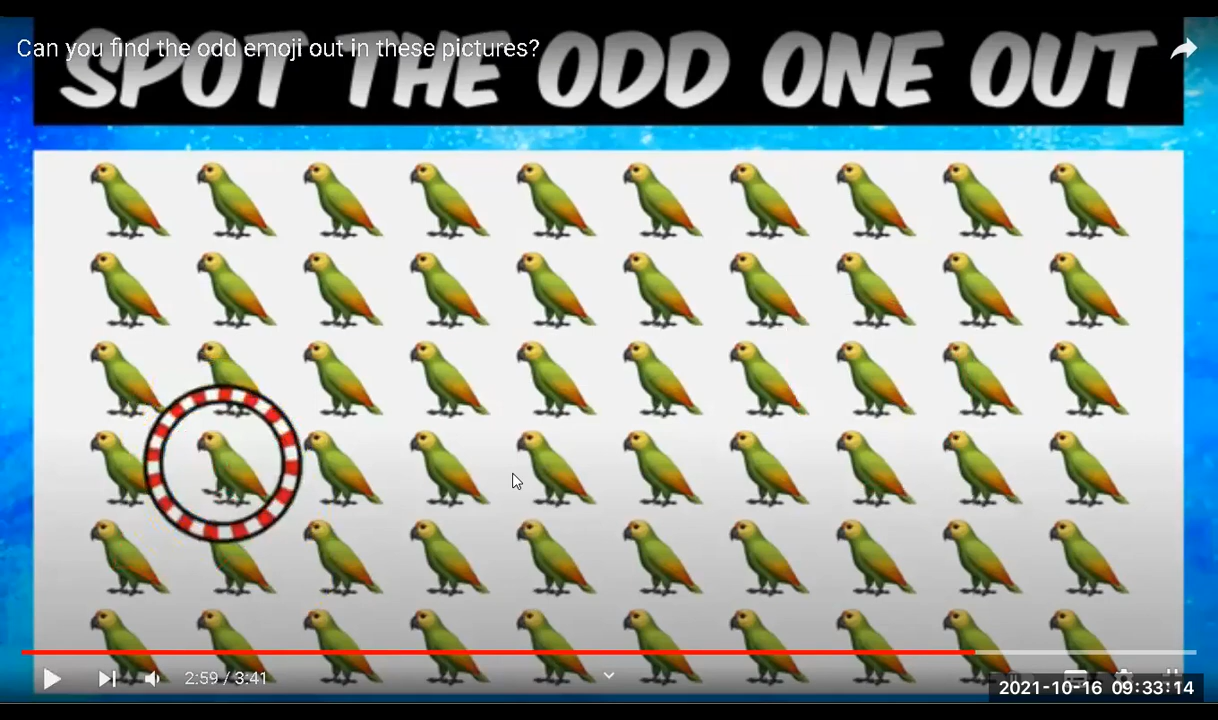 Can you find the odd emoji out in these pictures?
SPOT THE ODD ONE OUT
2:59 / 3:41
2021-10-16 09:33:14